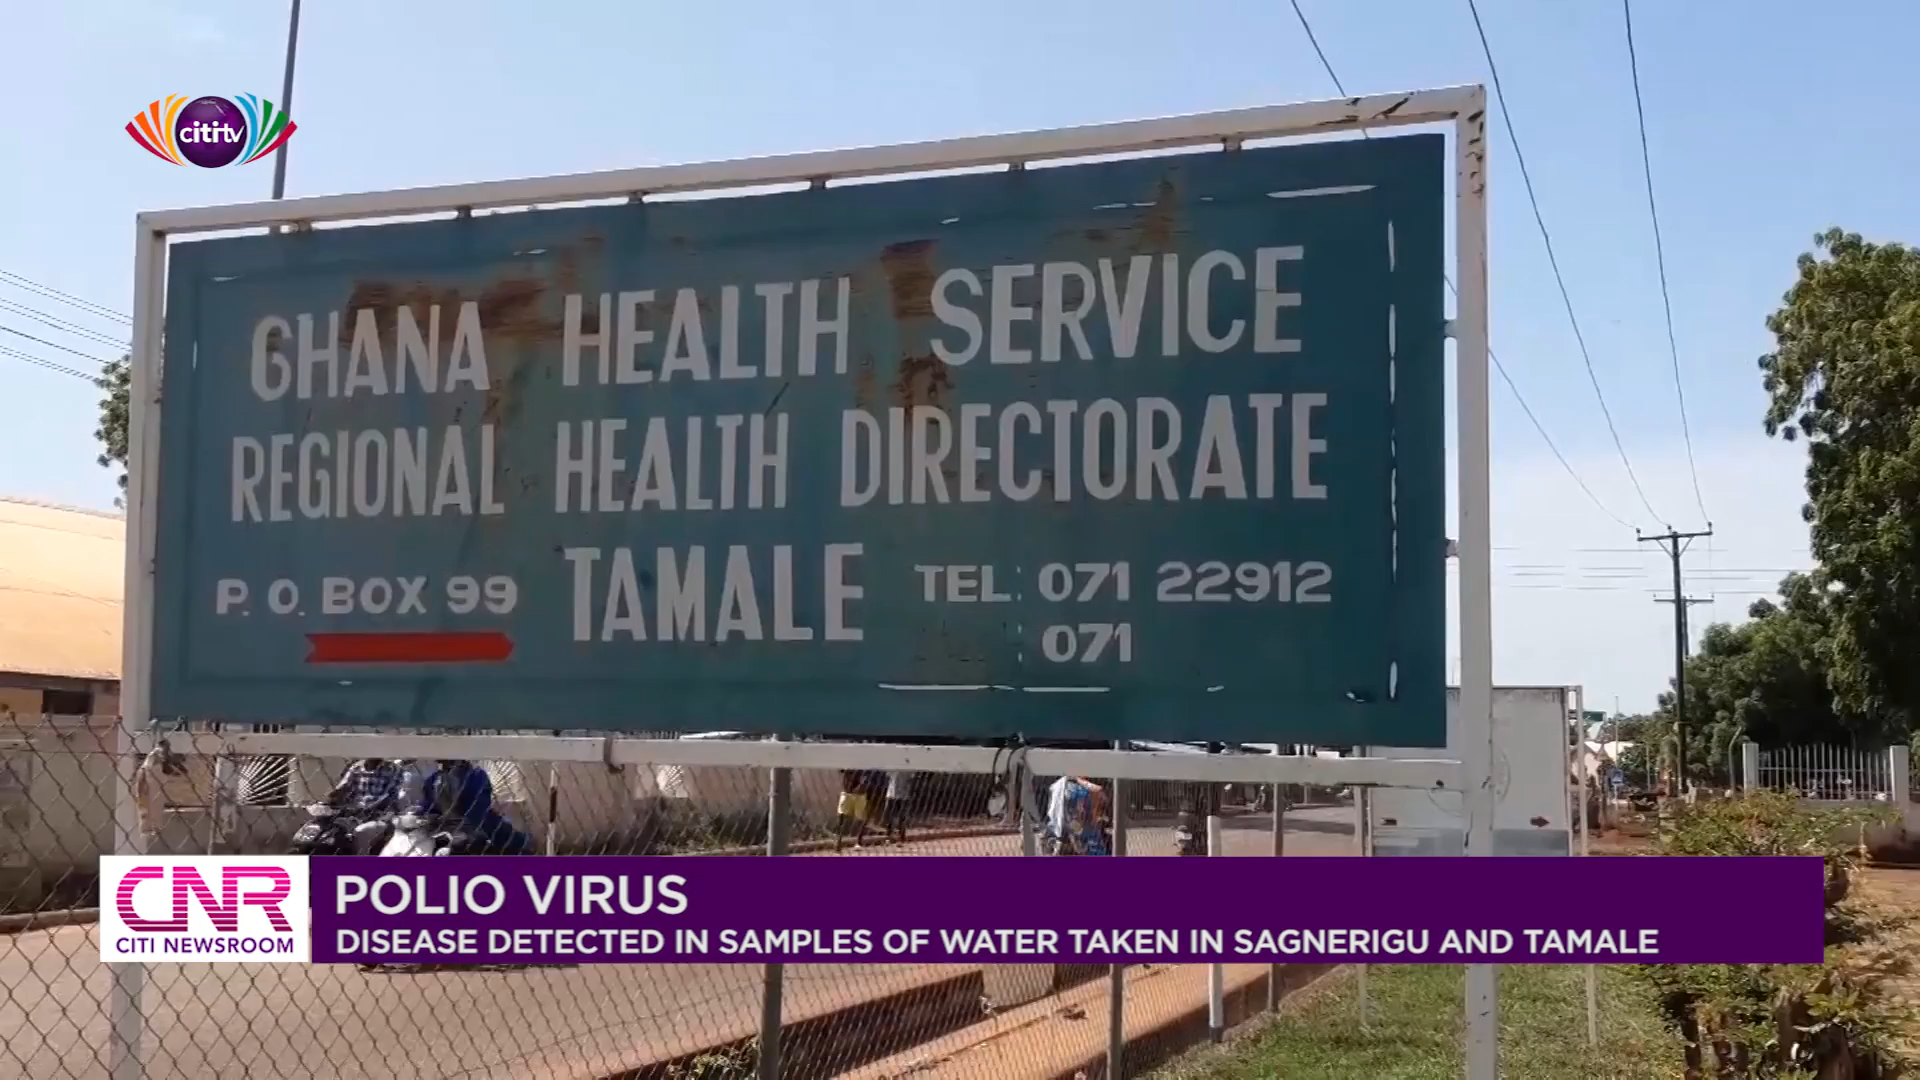 citi tv
GHANA HEALTH SERVICE
REGIONAL HEALTH DIRECTORATE
P. O. BOX 99 TAMALE TEL: 071 22912
: 071
CNR
CITI NEWSROOM
POLIO VIRUS
DISEASE DETECTED IN SAMPLES OF WATER TAKEN IN SAGNERIGU AND TAMALE